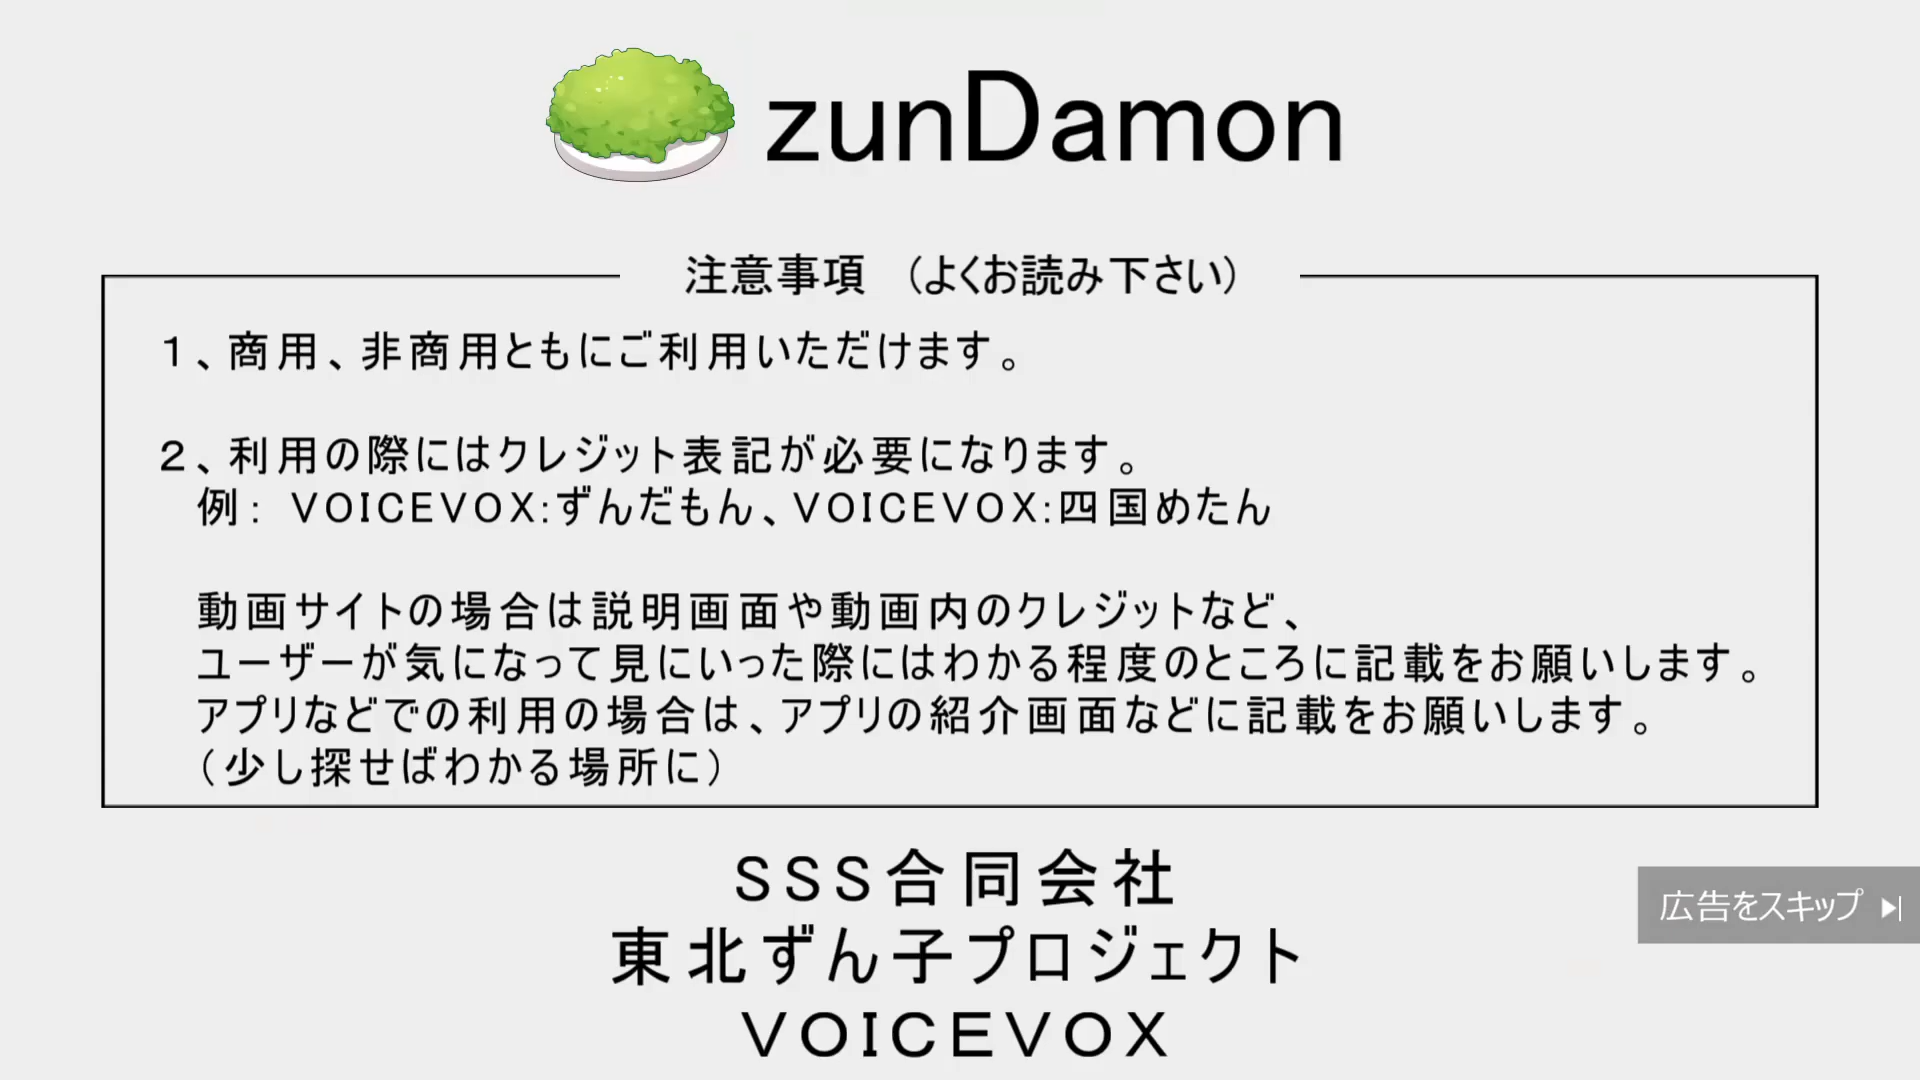 zunDamon
注意事項 （よくお読み下さい）
１、商用、非商用ともにご利用いただけます。
２、利用の際にはクレジット表記が必要になります。
例： VOICEVOX:ずんだもん、VOICEVOX:四国めたん
動画サイトの場合は説明画面や動画内のクレジットなど、
ユーザーが気になって見にいった際にはわかる程度のところに記載をお願いします。
アプリなどでの利用の場合は、アプリの紹介画面などに記載をお願いします。
（少し探せばわかる場所に）
SSS合同会社
広告をスキップ
東北ずん子プロジェクト
VOICEVOX